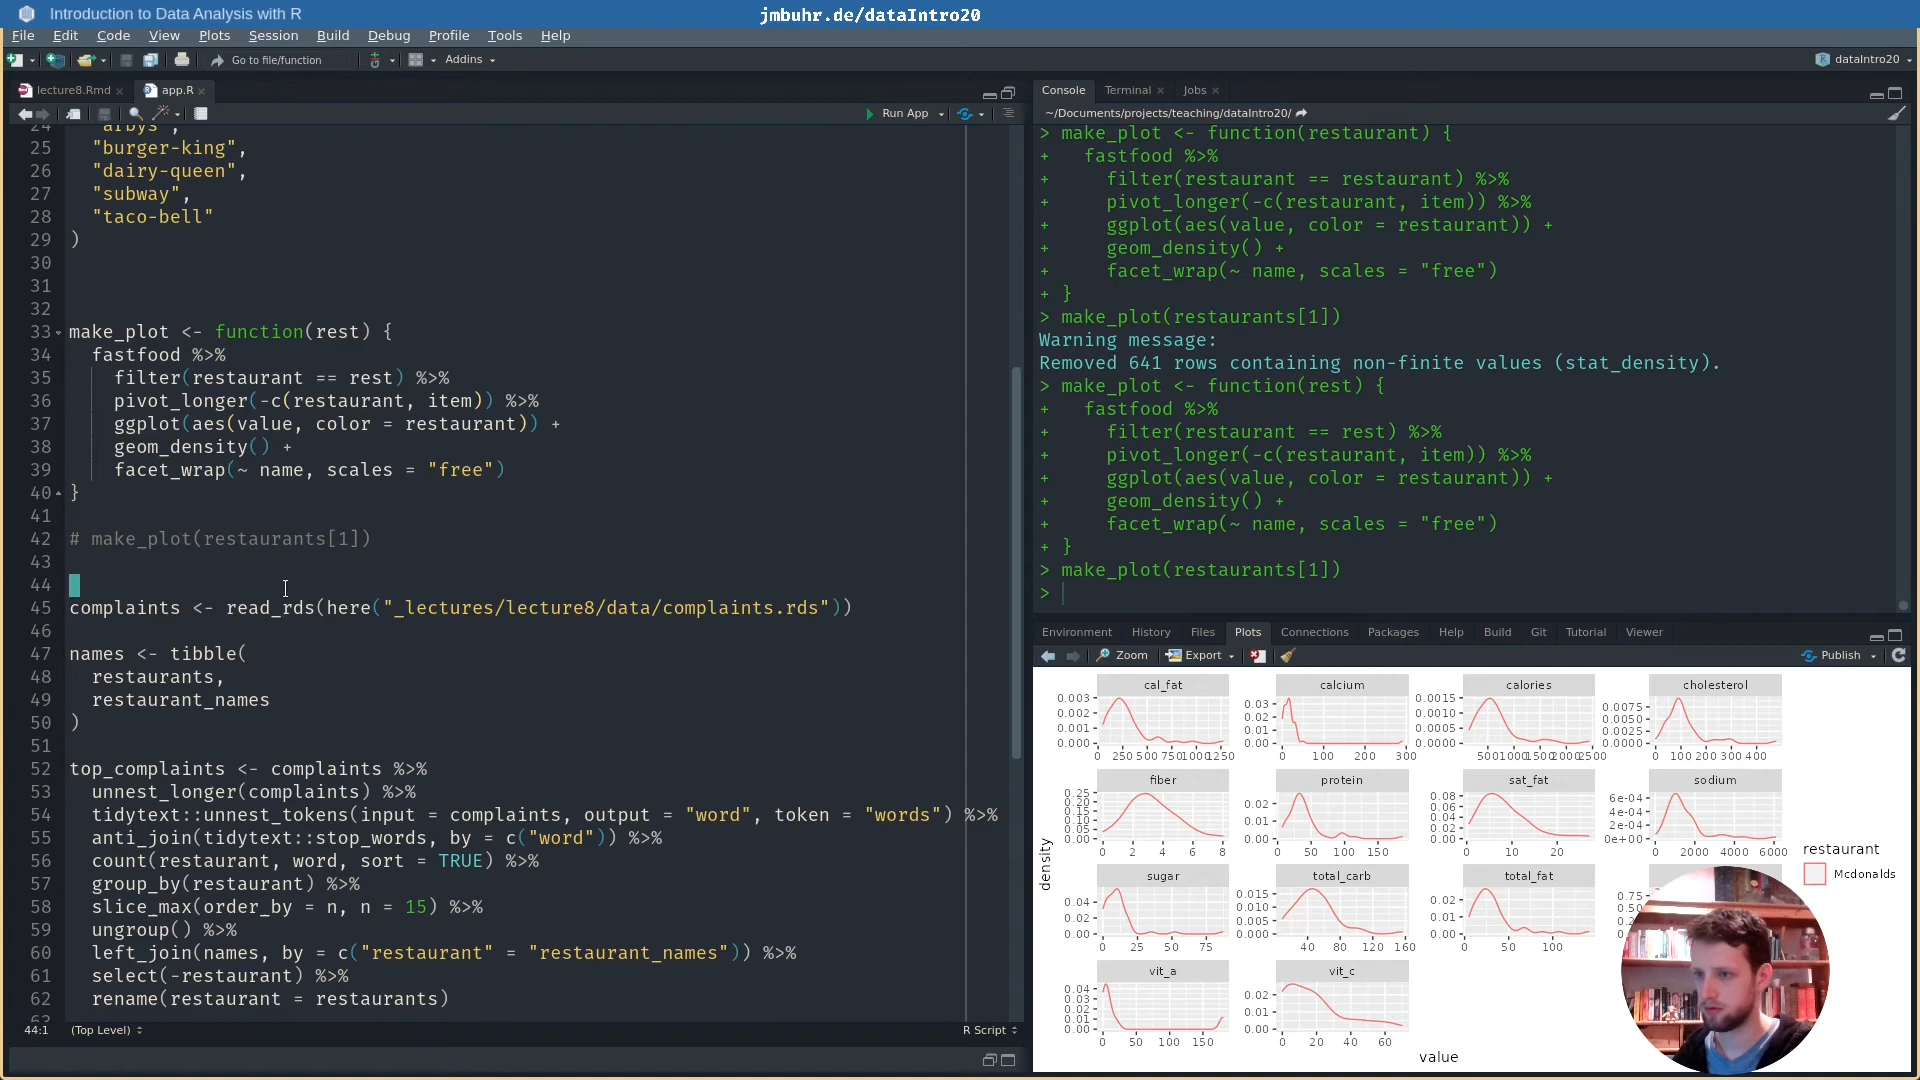 Introduction to Data Analysis with R
jmbuhr.de/dataIntro20
File Edit Code View Plots Session Build Debug Profile Tools Help
Go to file/function Addins dataIntro20
lecture8.Rmd app.R
Run App
24 "arbys",
25 "burger-king",
26 "dairy-queen",
27 "subway",
28 "taco-bell"
29 )
30
31
32
33 make_plot <- function(rest) {
34 fastfood %>%
35 filter(restaurant == rest) %>%
36 pivot_longer(-c(restaurant, item)) %>%
37 ggplot(aes(value, color = restaurant)) +
38 geom_density() +
39 facet_wrap(~ name, scales = "free")
40 }
41
42 # make_plot(restaurants[1])
43
44
45 complaints <- read_rds(here("_lectures/lecture8/data/complaints.rds"))
46
47 names <- tibble(
48 restaurants,
49 restaurant_names
50 )
51
52 top_complaints <- complaints %>%
53 unnest_longer(complaints) %>%
54 tidytext::unnest_tokens(input = complaints, output = "word", token = "words") %>%
55 anti_join(tidytext::stop_words, by = c("word")) %>%
56 count(restaurant, word, sort = TRUE) %>%
57 group_by(restaurant) %>%
58 slice_max(order_by = n, n = 15) %>%
59 ungroup() %>%
60 left_join(names, by = c("restaurant" = "restaurant_names")) %>%
61 select(-restaurant) %>%
62 rename(restaurant = restaurants)
63
44:1 (Top Level) R Script
Console Terminal Jobs
~/Documents/projects/teaching/dataIntro20/
> make_plot <- function(restaurant) {
+ fastfood %>%
+ filter(restaurant == restaurant) %>%
+ pivot_longer(-c(restaurant, item)) %>%
+ ggplot(aes(value, color = restaurant)) +
+ geom_density() +
+ facet_wrap(~ name, scales = "free")
+ }
> make_plot(restaurants[1])
Warning message:
Removed 641 rows containing non-finite values (stat_density).
> make_plot <- function(rest) {
+ fastfood %>%
+ filter(restaurant == rest) %>%
+ pivot_longer(-c(restaurant, item)) %>%
+ ggplot(aes(value, color = restaurant)) +
+ geom_density() +
+ facet_wrap(~ name, scales = "free")
+ }
> make_plot(restaurants[1])
>
Environment History Files Plots Connections Packages Help Build Git Tutorial Viewer
Zoom Export Publish
cal_fat calcium calories cholesterol
0.003 0.03 0.0015 0.0075
0.002 0.02 0.0010 0.0050
0.001 0.01 0.0005 0.0025
0.000 0.00 0.0000 0.0000
0 250 500 750 1000 1250 0 100 200 300 500 1000 1500 2000 2500 0 100 200 300 400
fiber protein sat_fat sodium
0.25 0.02 0.08 6e-04
0.20 0.01 0.06 4e-04
0.15 0.00 0.04 2e-04
0.10 0.02 0e+00
0.05 0.00
0.00
0 2 4 6 8 0 50 100 150 0 10 20 0 2000 4000 6000
sugar total_carb total_fat
0.04 0.015 0.02 0.75
0.02 0.010 0.01 0.50
0.00 0.005 0.00
0.000
0 25 50 75 40 80 120 160 0 50 100
vit_a vit_c
0.04 0.02
0.03 0.01
0.02 0.00
0.01
0.00
0 50 100 150 0 20 40 60
density
value
restaurant
Mcdonalds